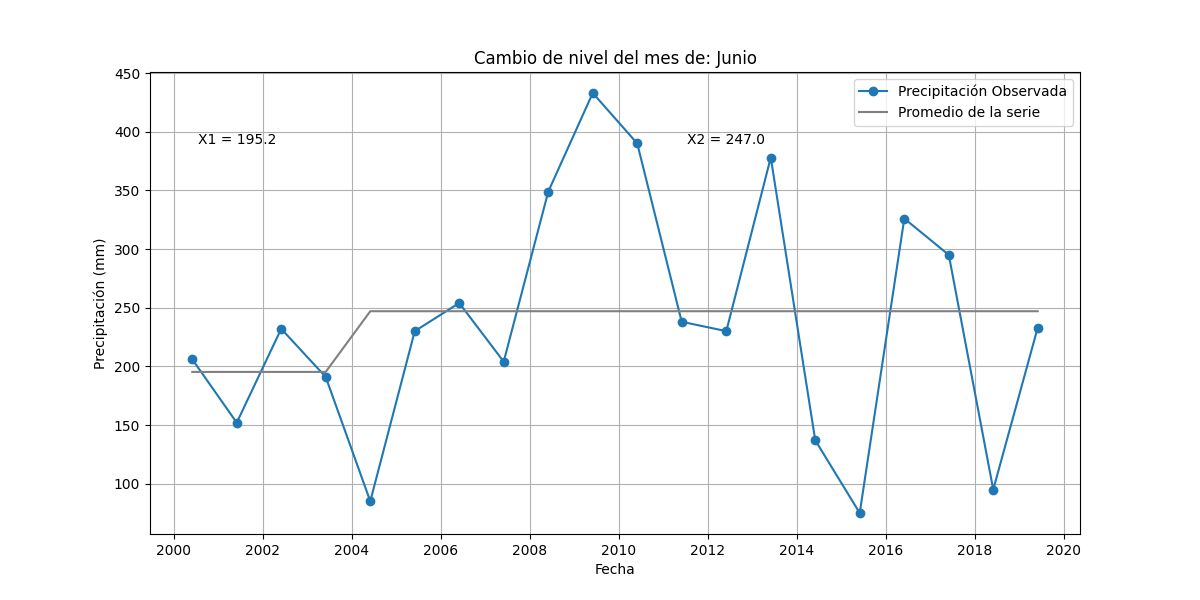 Cambio de nivel del mes de: Junio
Precipitación Observada
Promedio de la serie
X1 = 195.2
X2 = 247.0
Precipitación (mm)
450
400
350
300
250
200
150
100
2000 2002 2004 2006 2008 2010 2012 2014 2016 2018 2020
Fecha